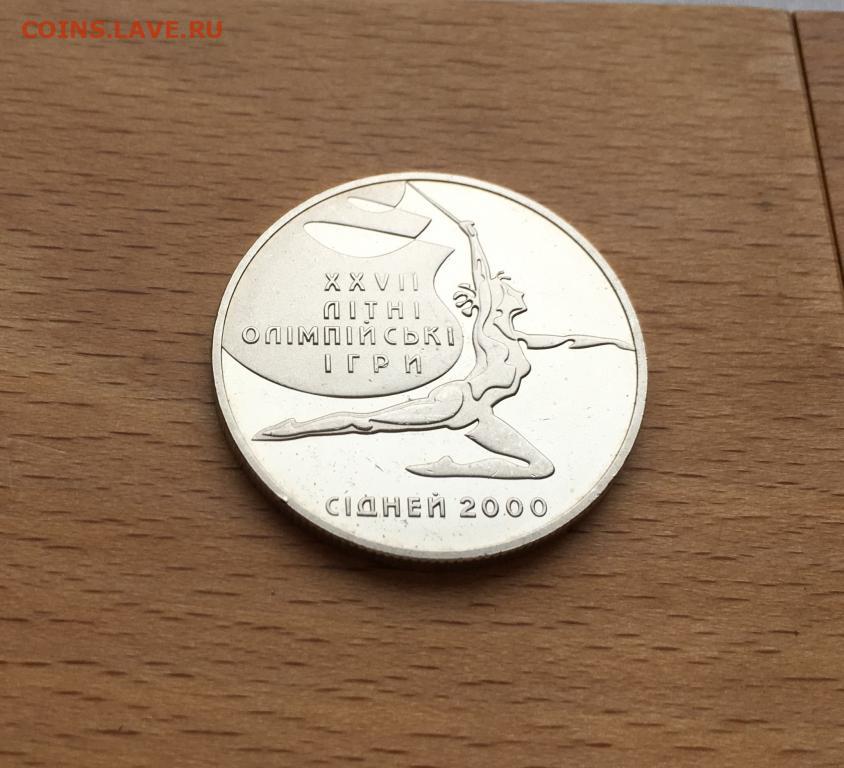 COINS.LAVE.RU
XXVII
ЛІТНІ
ОЛІМПІЙСЬКІ
ІГРИ
СІДНЕЙ 2000